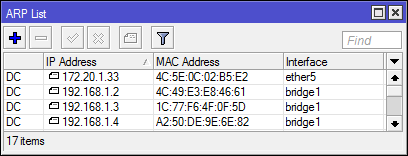 ARP List
Find
IP Address MAC Address Interface
DC 172.20.1.33 4C:5E:0C:02:B5:E2 ether5
DC 192.168.1.2 4C:49:E3:E8:46:61 bridge1
DC 192.168.1.3 1C:77:F6:4F:0F:5D bridge1
DC 192.168.1.4 A2:50:DE:9E:6E:82 bridge1
17 items